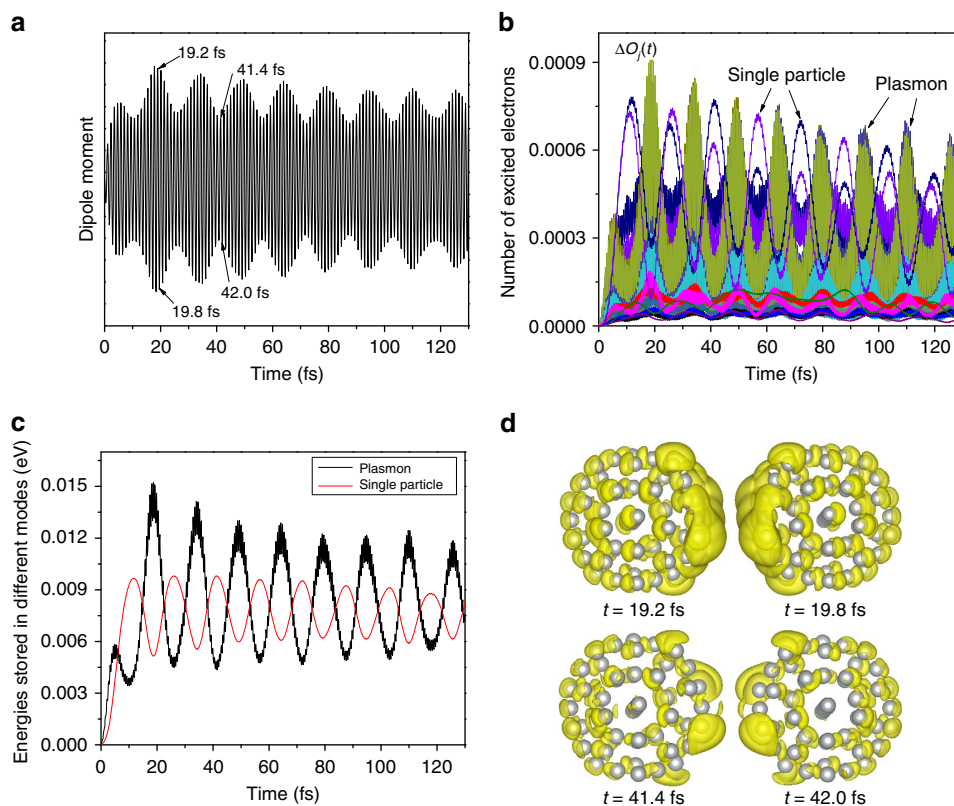 a
19.2 fs
41.4 fs
42.0 fs
19.8 fs
Dipole moment
0 20 40 60 80 100 120
Time (fs)
b
ΔOj(t)
Single particle
Plasmon
Number of excited electrons
0.0009
0.0006
0.0003
0.0000
0 20 40 60 80 100 120
Time (fs)
c
Plasmon
Single particle
Energies stored in different modes (eV)
0.015
0.012
0.009
0.006
0.003
0.000
0 20 40 60 80 100 120
Time (fs)
d
t = 19.2 fs
t = 19.8 fs
t = 41.4 fs
t = 42.0 fs